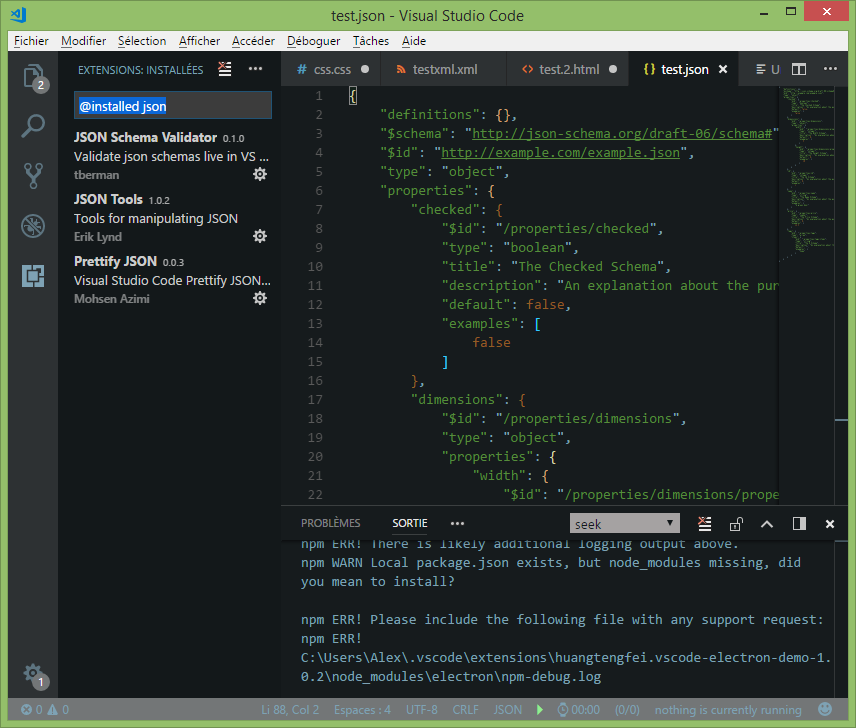 test.json - Visual Studio Code
Fichier Modifier Sélection Afficher Accéder Déboguer Tâches Aide
2
EXTENSIONS: INSTALLÉES
@installed json
JSON Schema Validator 0.1.0
Validate json schemas live in VS ...
tberman
JSON Tools 1.0.2
Tools for manipulating JSON
Erik Lynd
Prettify JSON 0.0.3
Visual Studio Code Prettify JSON...
Mohsen Azimi
1
# css.css testxml.xml <> test.2.html {} test.json × U ...
1 {
2 "definitions": {},
3 "$schema": "http://json-schema.org/draft-06/schema#"
4 "$id": "http://example.com/example.json",
5 "type": "object",
6 "properties": {
7 "checked": {
8 "$id": "/properties/checked",
9 "type": "boolean",
10 "title": "The Checked Schema",
11 "description": "An explanation about the pur
12 "default": false,
13 "examples": [
14 false
15 ]
16 },
17 "dimensions": {
18 "$id": "/properties/dimensions",
19 "type": "object",
20 "properties": {
21 "width": {
22 "$id": "/properties/dimensions/prope
PROBLÈMES SORTIE ... seek
npm ERR! There is likely additional logging output above.
npm WARN Local package.json exists, but node_modules missing, did
you mean to install?
npm ERR! Please include the following file with any support request:
npm ERR!
C:\Users\Alex\.vscode\extensions\huangtengfei.vscode-electron-demo-1.
0.2\node_modules\electron\npm-debug.log
0 0 Li 88, Col 2 Espaces : 4 UTF-8 CRLF JSON 00:00 (0/0) nothing is currently running